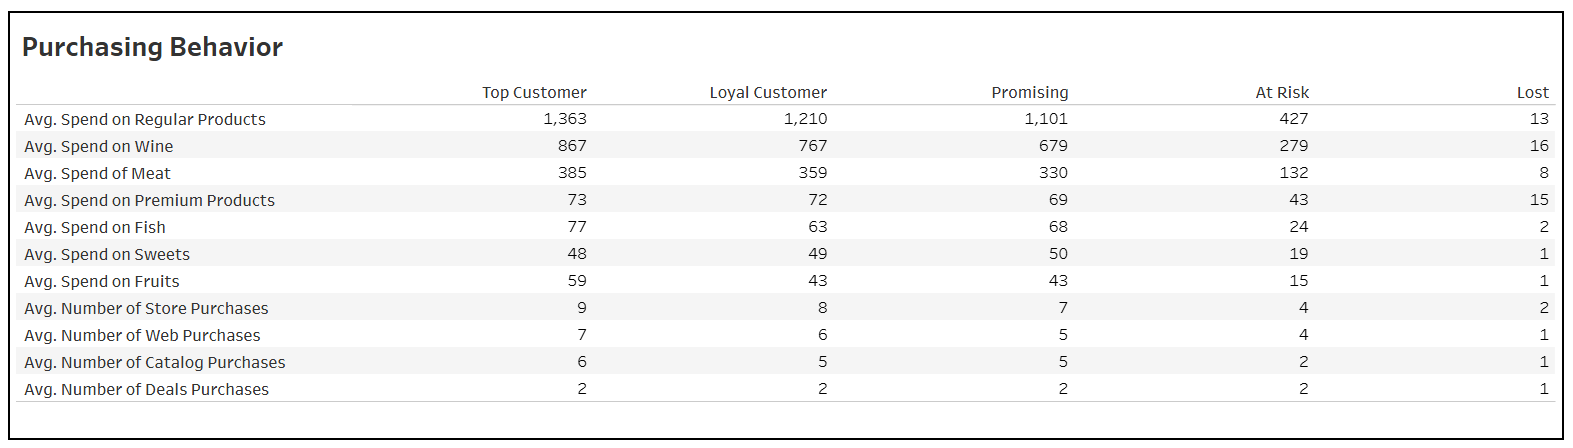 Purchasing Behavior
Top Customer Loyal Customer Promising At Risk Lost
Avg. Spend on Regular Products 1,363 1,210 1,101 427 13
Avg. Spend on Wine 867 767 679 279 16
Avg. Spend of Meat 385 359 330 132 8
Avg. Spend on Premium Products 73 72 69 43 15
Avg. Spend on Fish 77 63 68 24 2
Avg. Spend on Sweets 48 49 50 19 1
Avg. Spend on Fruits 59 43 43 15 1
Avg. Number of Store Purchases 9 8 7 4 2
Avg. Number of Web Purchases 7 6 5 4 1
Avg. Number of Catalog Purchases 6 5 5 2 1
Avg. Number of Deals Purchases 2 2 2 2 1